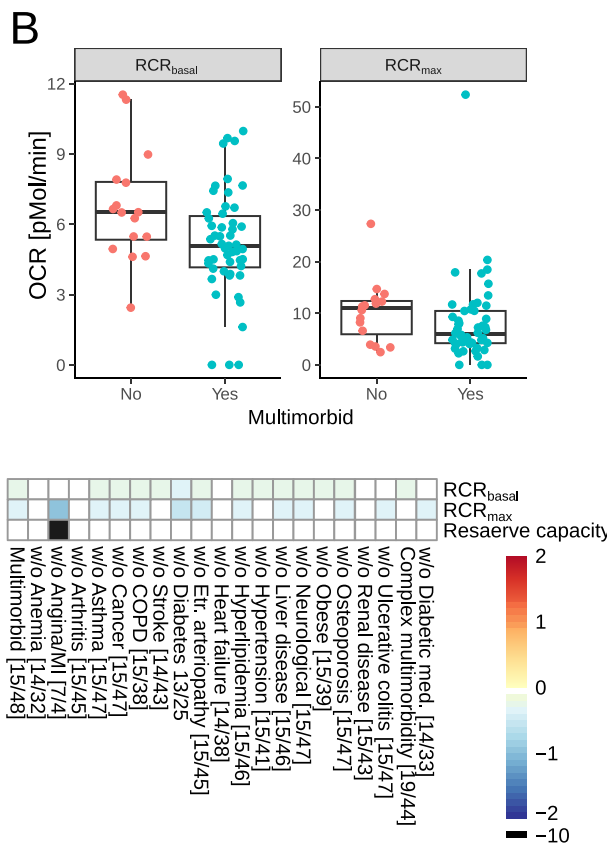 B
RCRbasal
RCRmax
OCR [pMol/min]
12
9
6
3
0
50
40
30
20
10
0
No
Yes
No
Yes
Multimorbid
RCRbasal
RCRmax
Resaerve capacity
Multimorbid [15/48]
w/o Anemia [14/32]
w/o Angina/MI [7/4]
w/o Arthritis [15/45]
w/o Asthma [15/47]
w/o Cancer [15/47]
w/o COPD [15/38]
w/o Stroke [14/43]
w/o Diabetes 13/25
w/o Etr. arteriopathy [15/45]
w/o Heart failure [14/38]
w/o Hyperlipidemia [15/46]
w/o Hypertension [15/41]
w/o Liver disease [15/46]
w/o Neurological [15/47]
w/o Obese [15/39]
w/o Osteoporosis [15/47]
w/o Renal disease [15/43]
w/o Ulcerative colitis [15/47]
Complex multimorbidity [19/44]
w/o Diabetic med. [14/33]
2
1
0
−1
−2
−10